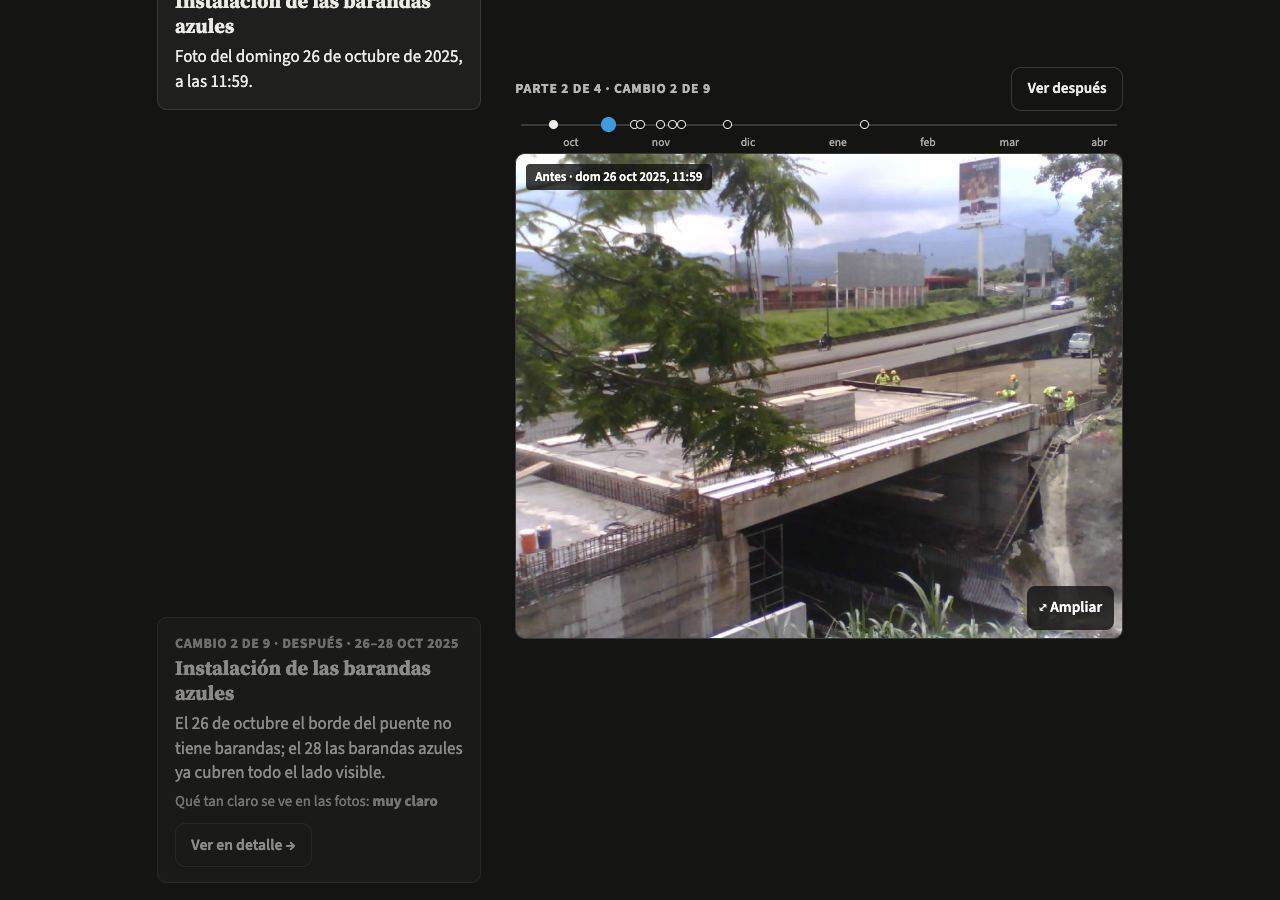 Instalación de las barandas
azules
Foto del domingo 26 de octubre de 2025,
a las 11:59.
PARTE 2 DE 4 · CAMBIO 2 DE 9
Ver después
oct nov dic ene feb mar abr
Antes · dom 26 oct 2025, 11:59
⤢ Ampliar
CAMBIO 2 DE 9 · DESPUÉS · 26–28 OCT 2025
Instalación de las barandas
azules
El 26 de octubre el borde del puente no
tiene barandas; el 28 las barandas azules
ya cubren todo el lado visible.
Qué tan claro se ve en las fotos: muy claro
Ver en detalle →